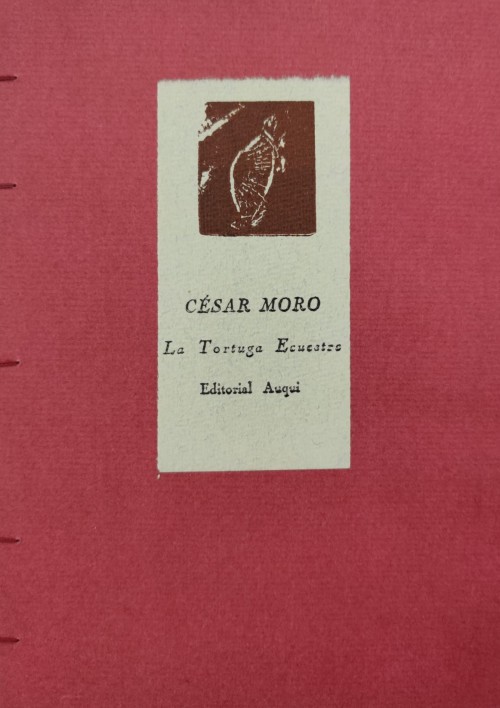 CÉSAR MORO
La Tortuga Ecuestre
Editorial Auqui